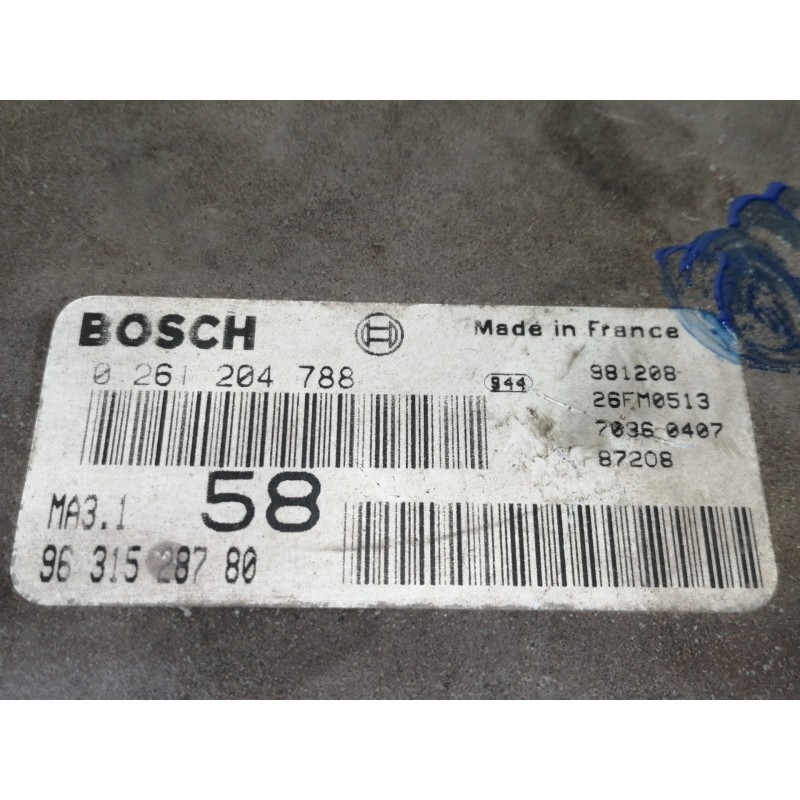 BOSCH
Made in France
0 261 204 788
944
981208
26FM0513
7036 0407
87208
MA3.1
58
96 315 287 80